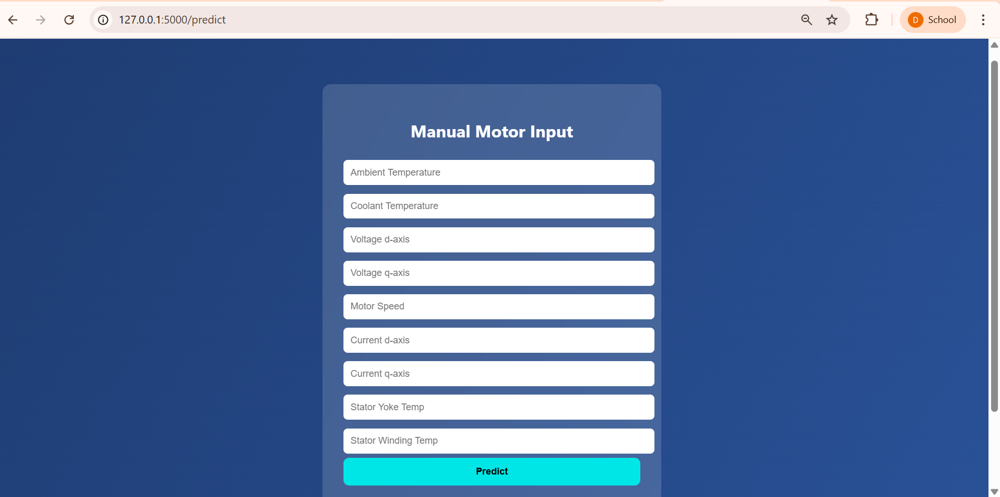 127.0.0.1:5000/predict
D School
Manual Motor Input
Ambient Temperature
Coolant Temperature
Voltage d-axis
Voltage q-axis
Motor Speed
Current d-axis
Current q-axis
Stator Yoke Temp
Stator Winding Temp
Predict